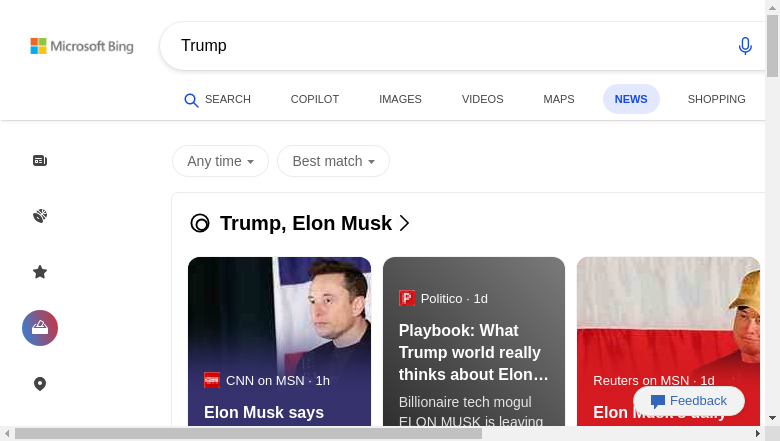 Microsoft Bing
Trump
SEARCH
COPILOT
IMAGES
VIDEOS
MAPS
NEWS
SHOPPING
Any time
Best match
Trump, Elon Musk
CNN on MSN · 1h
Elon Musk says
Politico · 1d
Playbook: What
Trump world really
thinks about Elon…
Billionaire tech mogul
ELON MUSK is leaving
Reuters on MSN · 1d
Elon Musk's daily
Feedback